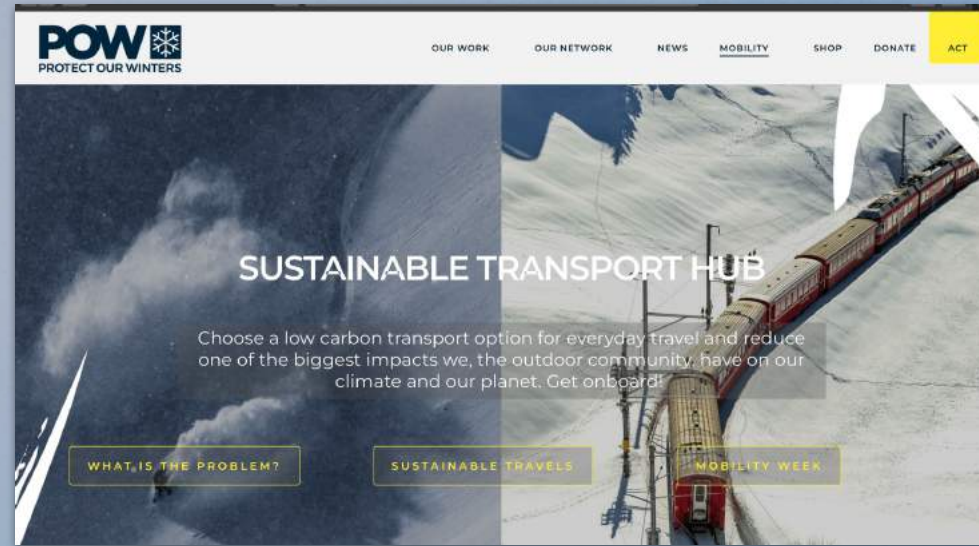 POW
PROTECT OUR WINTERS
OUR WORK
OUR NETWORK
NEWS
MOBILITY
SHOP
DONATE
ACT
SUSTAINABLE TRANSPORT HUB
Choose a low carbon transport option for everyday travel and reduce
one of the biggest impacts we, the outdoor community, have on our
climate and our planet. Get onboard!
WHAT IS THE PROBLEM?
SUSTAINABLE TRAVELS
MOBILITY WEEK